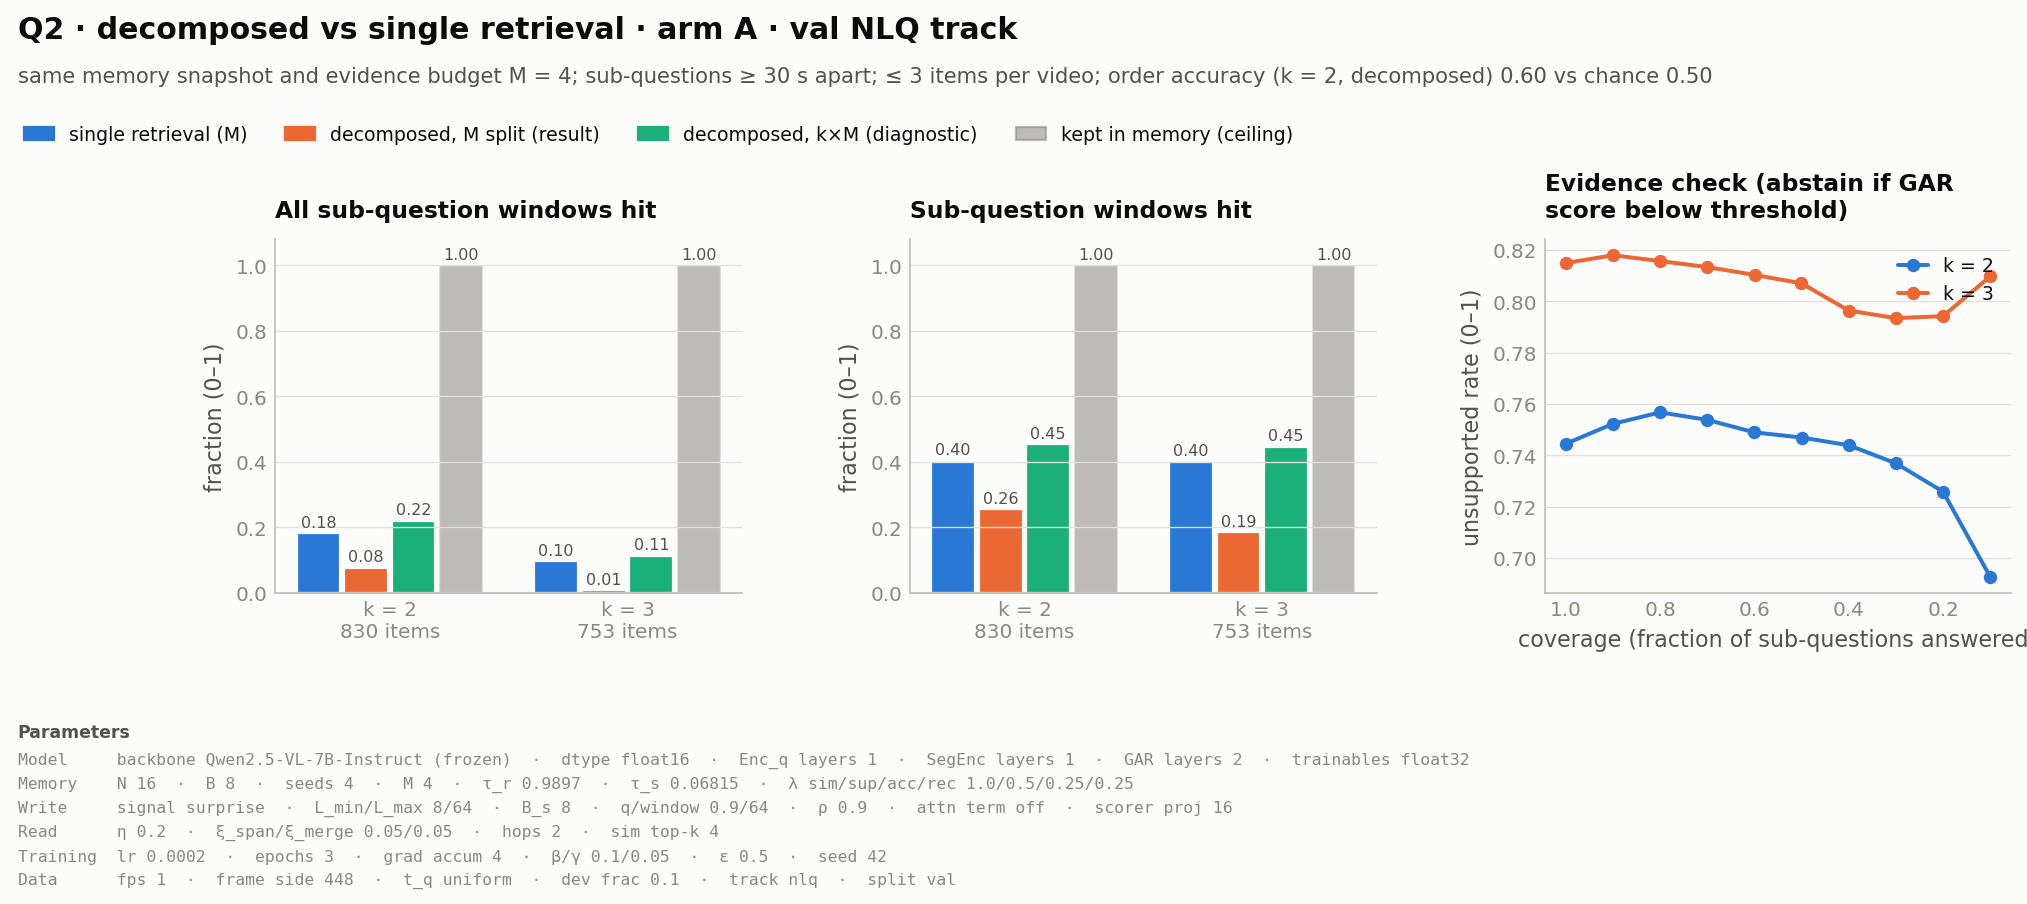 Q2 · decomposed vs single retrieval · arm A · val NLQ track
same memory snapshot and evidence budget M = 4; sub-questions ≥ 30 s apart; ≤ 3 items per video; order accuracy (k = 2, decomposed) 0.60 vs chance 0.50
single retrieval (M)
decomposed, M split (result)
decomposed, k×M (diagnostic)
kept in memory (ceiling)
All sub-question windows hit
fraction (0–1)
1.0
0.8
0.6
0.4
0.2
0.0
0.18
0.08
0.22
1.00
0.10
0.01
0.11
1.00
k = 2
830 items
k = 3
753 items
Sub-question windows hit
fraction (0–1)
1.0
0.8
0.6
0.4
0.2
0.0
0.40
0.26
0.45
1.00
0.40
0.19
0.45
1.00
k = 2
830 items
k = 3
753 items
Evidence check (abstain if GAR
score below threshold)
unsupported rate (0–1)
0.82
0.80
0.78
0.76
0.74
0.72
0.70
k = 2
k = 3
1.0
0.8
0.6
0.4
0.2
coverage (fraction of sub-questions answered
Parameters
Model backbone Qwen2.5-VL-7B-Instruct (frozen) · dtype float16 · Enc_q layers 1 · SegEnc layers 1 · GAR layers 2 · trainables float32
Memory N 16 · B 8 · seeds 4 · M 4 · τ_r 0.9897 · τ_s 0.06815 · λ sim/sup/acc/rec 1.0/0.5/0.25/0.25
Write signal surprise · L_min/L_max 8/64 · B_s 8 · q/window 0.9/64 · ρ 0.9 · attn term off · scorer proj 16
Read η 0.2 · ξ_span/ξ_merge 0.05/0.05 · hops 2 · sim top-k 4
Training lr 0.0002 · epochs 3 · grad accum 4 · β/γ 0.1/0.05 · ε 0.5 · seed 42
Data fps 1 · frame side 448 · t_q uniform · dev frac 0.1 · track nlq · split val